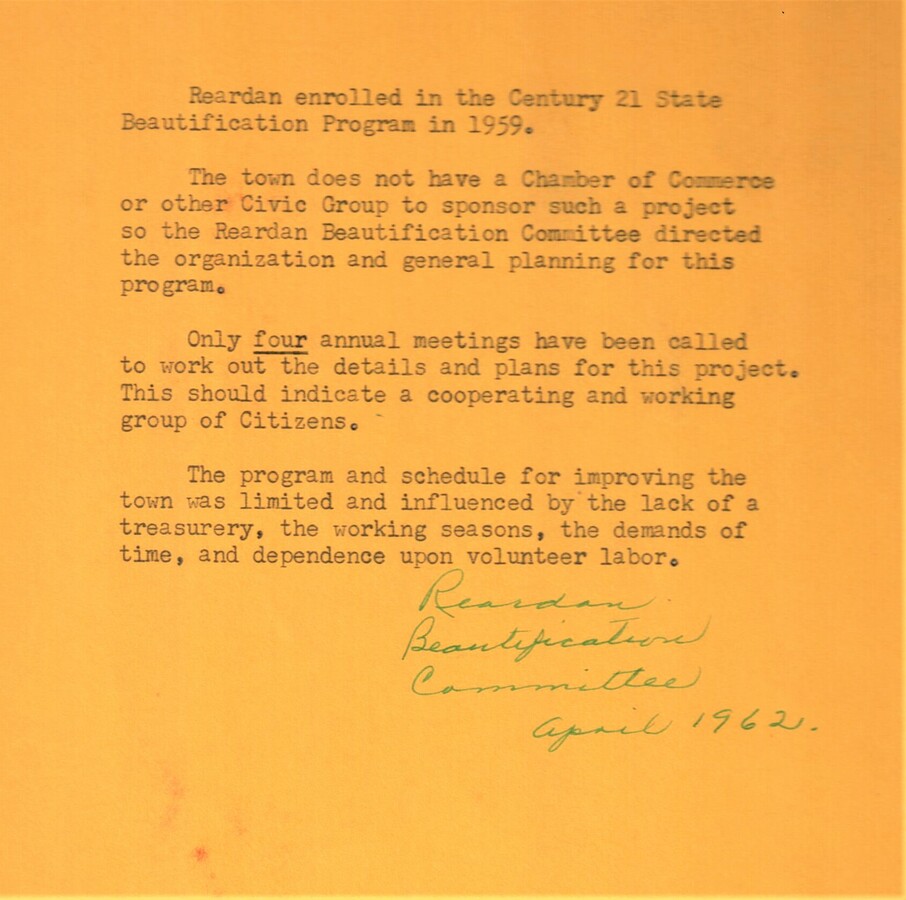 Reardan enrolled in the Century 21 State
Beautification Program in 1959.
The town does not have a Chamber of Commerce
or other Civic Group to sponsor such a project
so the Reardan Beautification Committee directed
the organization and general planning for this
program.
Only four annual meetings have been called
to work out the details and plans for this project.
This should indicate a cooperating and working
group of Citizens.
The program and schedule for improving the
town was limited and influenced by the lack of a
treasurery, the working seasons, the demands of
time, and dependence upon volunteer labor.
Reardan
Beautification
Committee
April 1962.